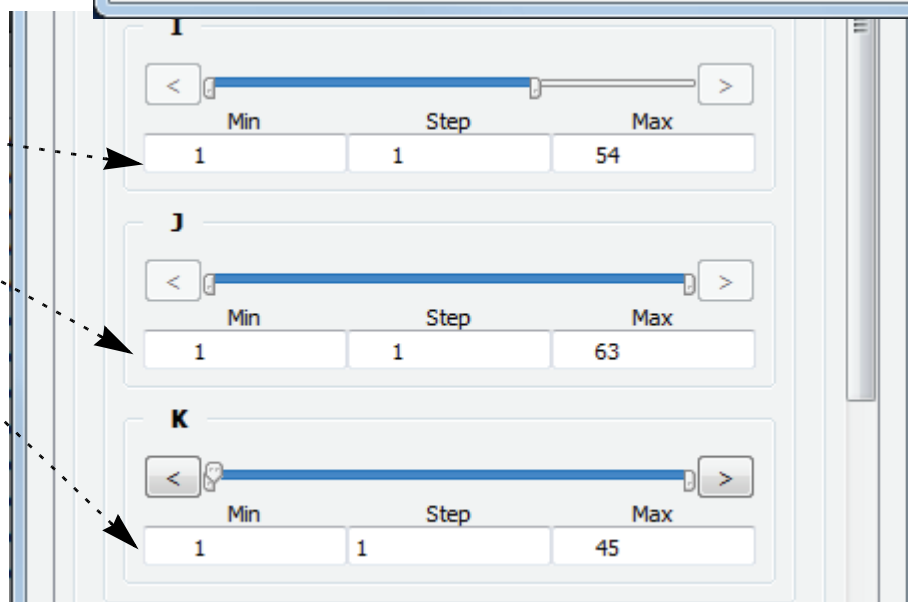 I
< >
Min Step Max
1 1 54
J
< >
Min Step Max
1 1 63
K
< >
Min Step Max
1 1 45